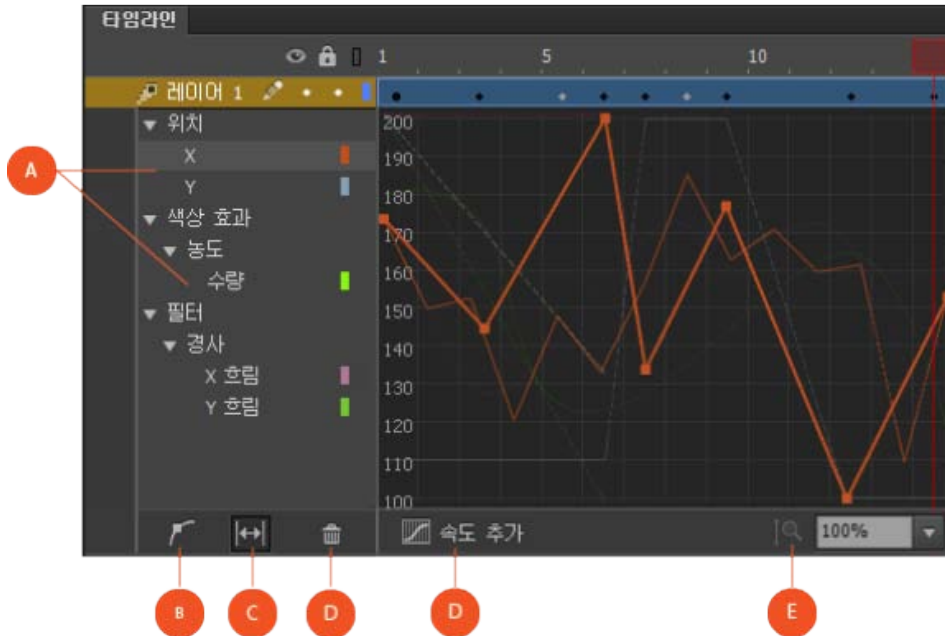 타임라인
1 5 10
레이어 1
위치
X
Y
색상 효과
농도
수량
필터
경사
X 흐림
Y 흐림
200
190
180
170
160
150
140
130
120
110
100
속도 추가
100%
A
B
C
D
D
E